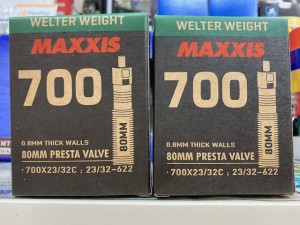 WELTER WEIGHT
MAXXIS
700
80MM
0.8MM THICK WALLS
80MM PRESTA VALVE
·700X23/32C ; 23/32-622
WELTER WEIGHT
MAXXIS
700
80MM
0.8MM THICK WALLS
80MM PRESTA VALVE
·700X23/32C ; 23/32-622